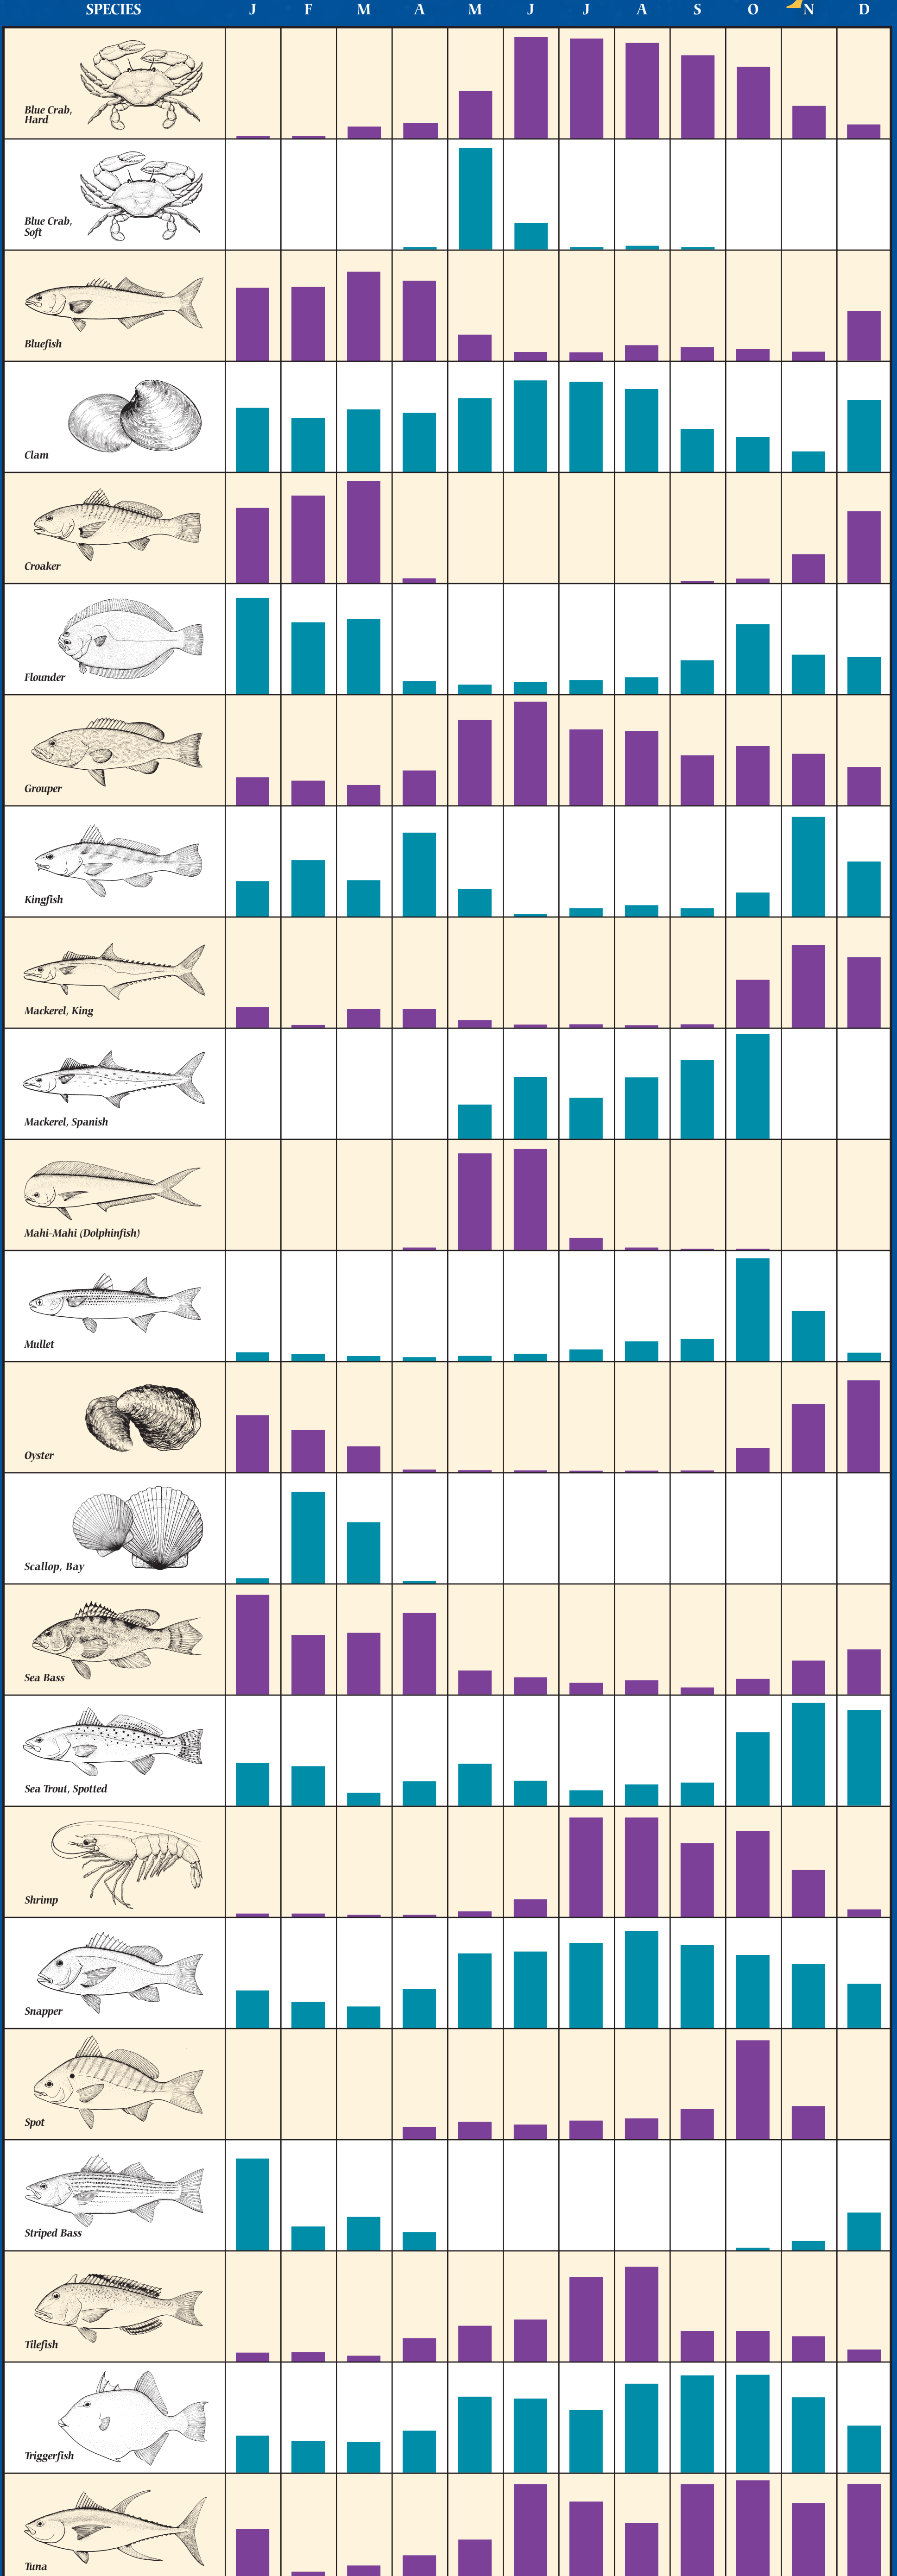 SPECIES J F M A M J J A S O N D
Blue Crab,
Hard
Blue Crab,
Soft
Bluefish
Clam
Croaker
Flounder
Grouper
Kingfish
Mackerel, King
Mackerel, Spanish
Mahi-Mahi (Dolphinfish)
Mullet
Oyster
Scallop, Bay
Sea Bass
Sea Trout, Spotted
Shrimp
Snapper
Spot
Striped Bass
Tilefish
Triggerfish
Tuna